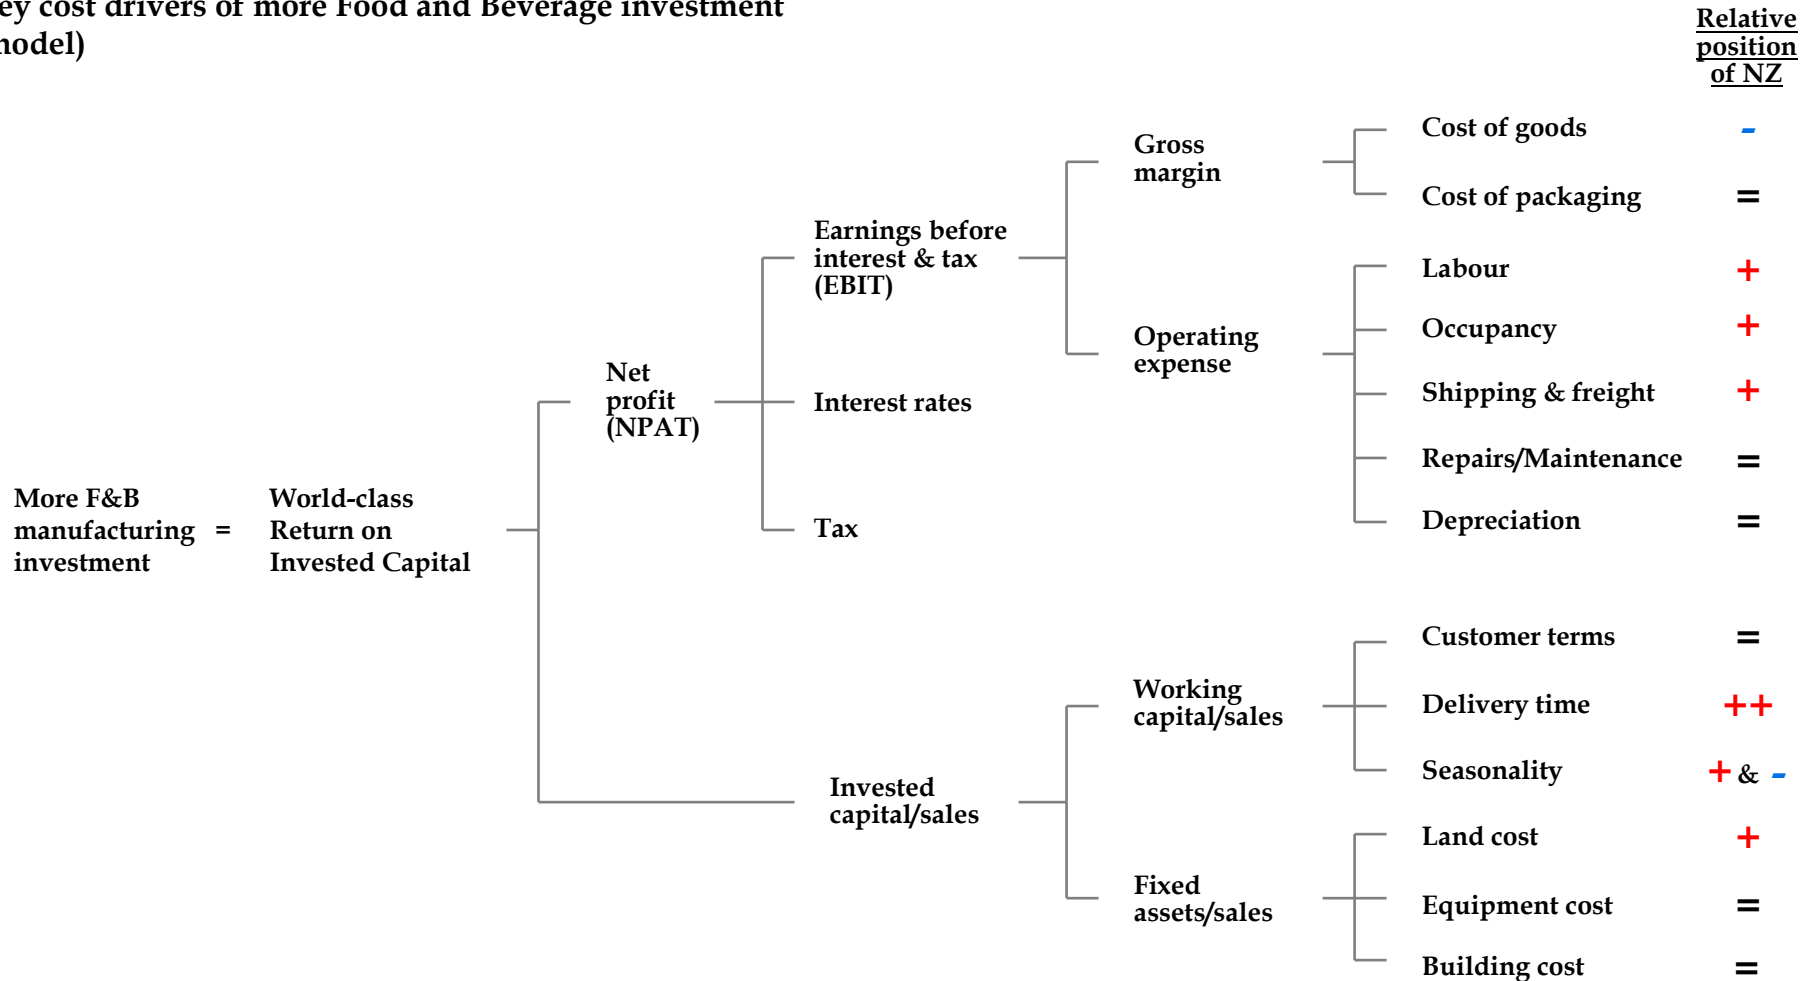 ey cost drivers of more Food and Beverage investment
model)
Relative
position
of NZ
Cost of goods -
Gross
margin
Cost of packaging =
Earnings before
interest & tax
(EBIT)
Labour +
Occupancy +
Operating
expense
Shipping & freight +
Net
profit
(NPAT)
Interest rates
Repairs/Maintenance =
More F&B
manufacturing = 
investment
World-class
Return on
Invested Capital
Tax
Depreciation =
Customer terms =
Working
capital/sales
Delivery time ++
Seasonality + & -
Invested
capital/sales
Land cost +
Fixed
assets/sales
Equipment cost =
Building cost =